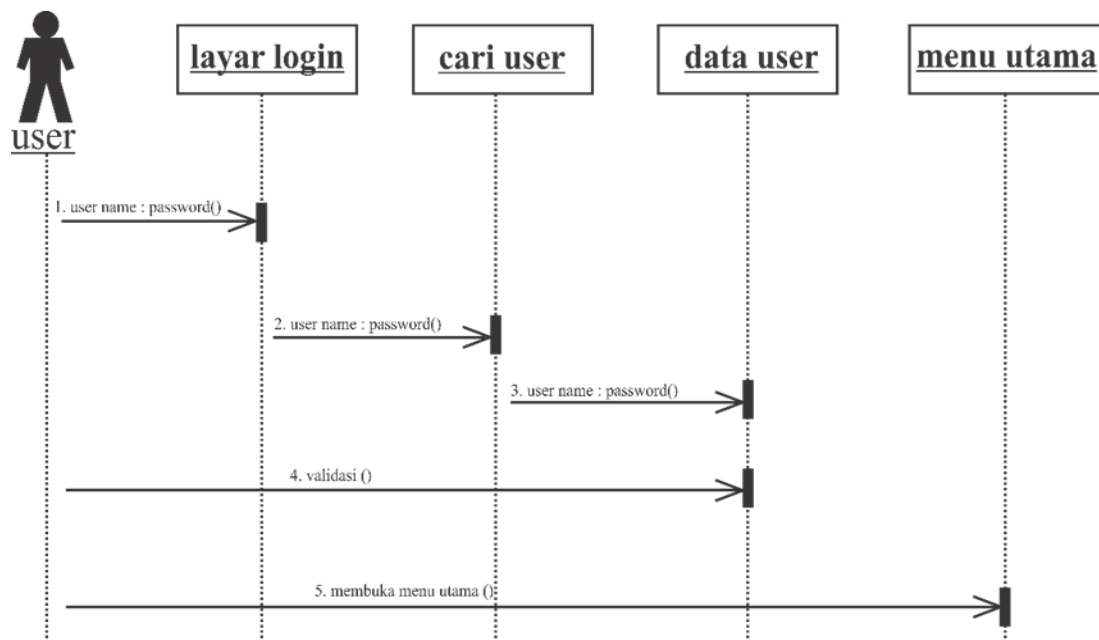 layar login
cari user
data user
menu utama
user
1. user name : password()
2. user name : password()
3. user name : password()
4. validasi ()
5. membuka menu utama ()